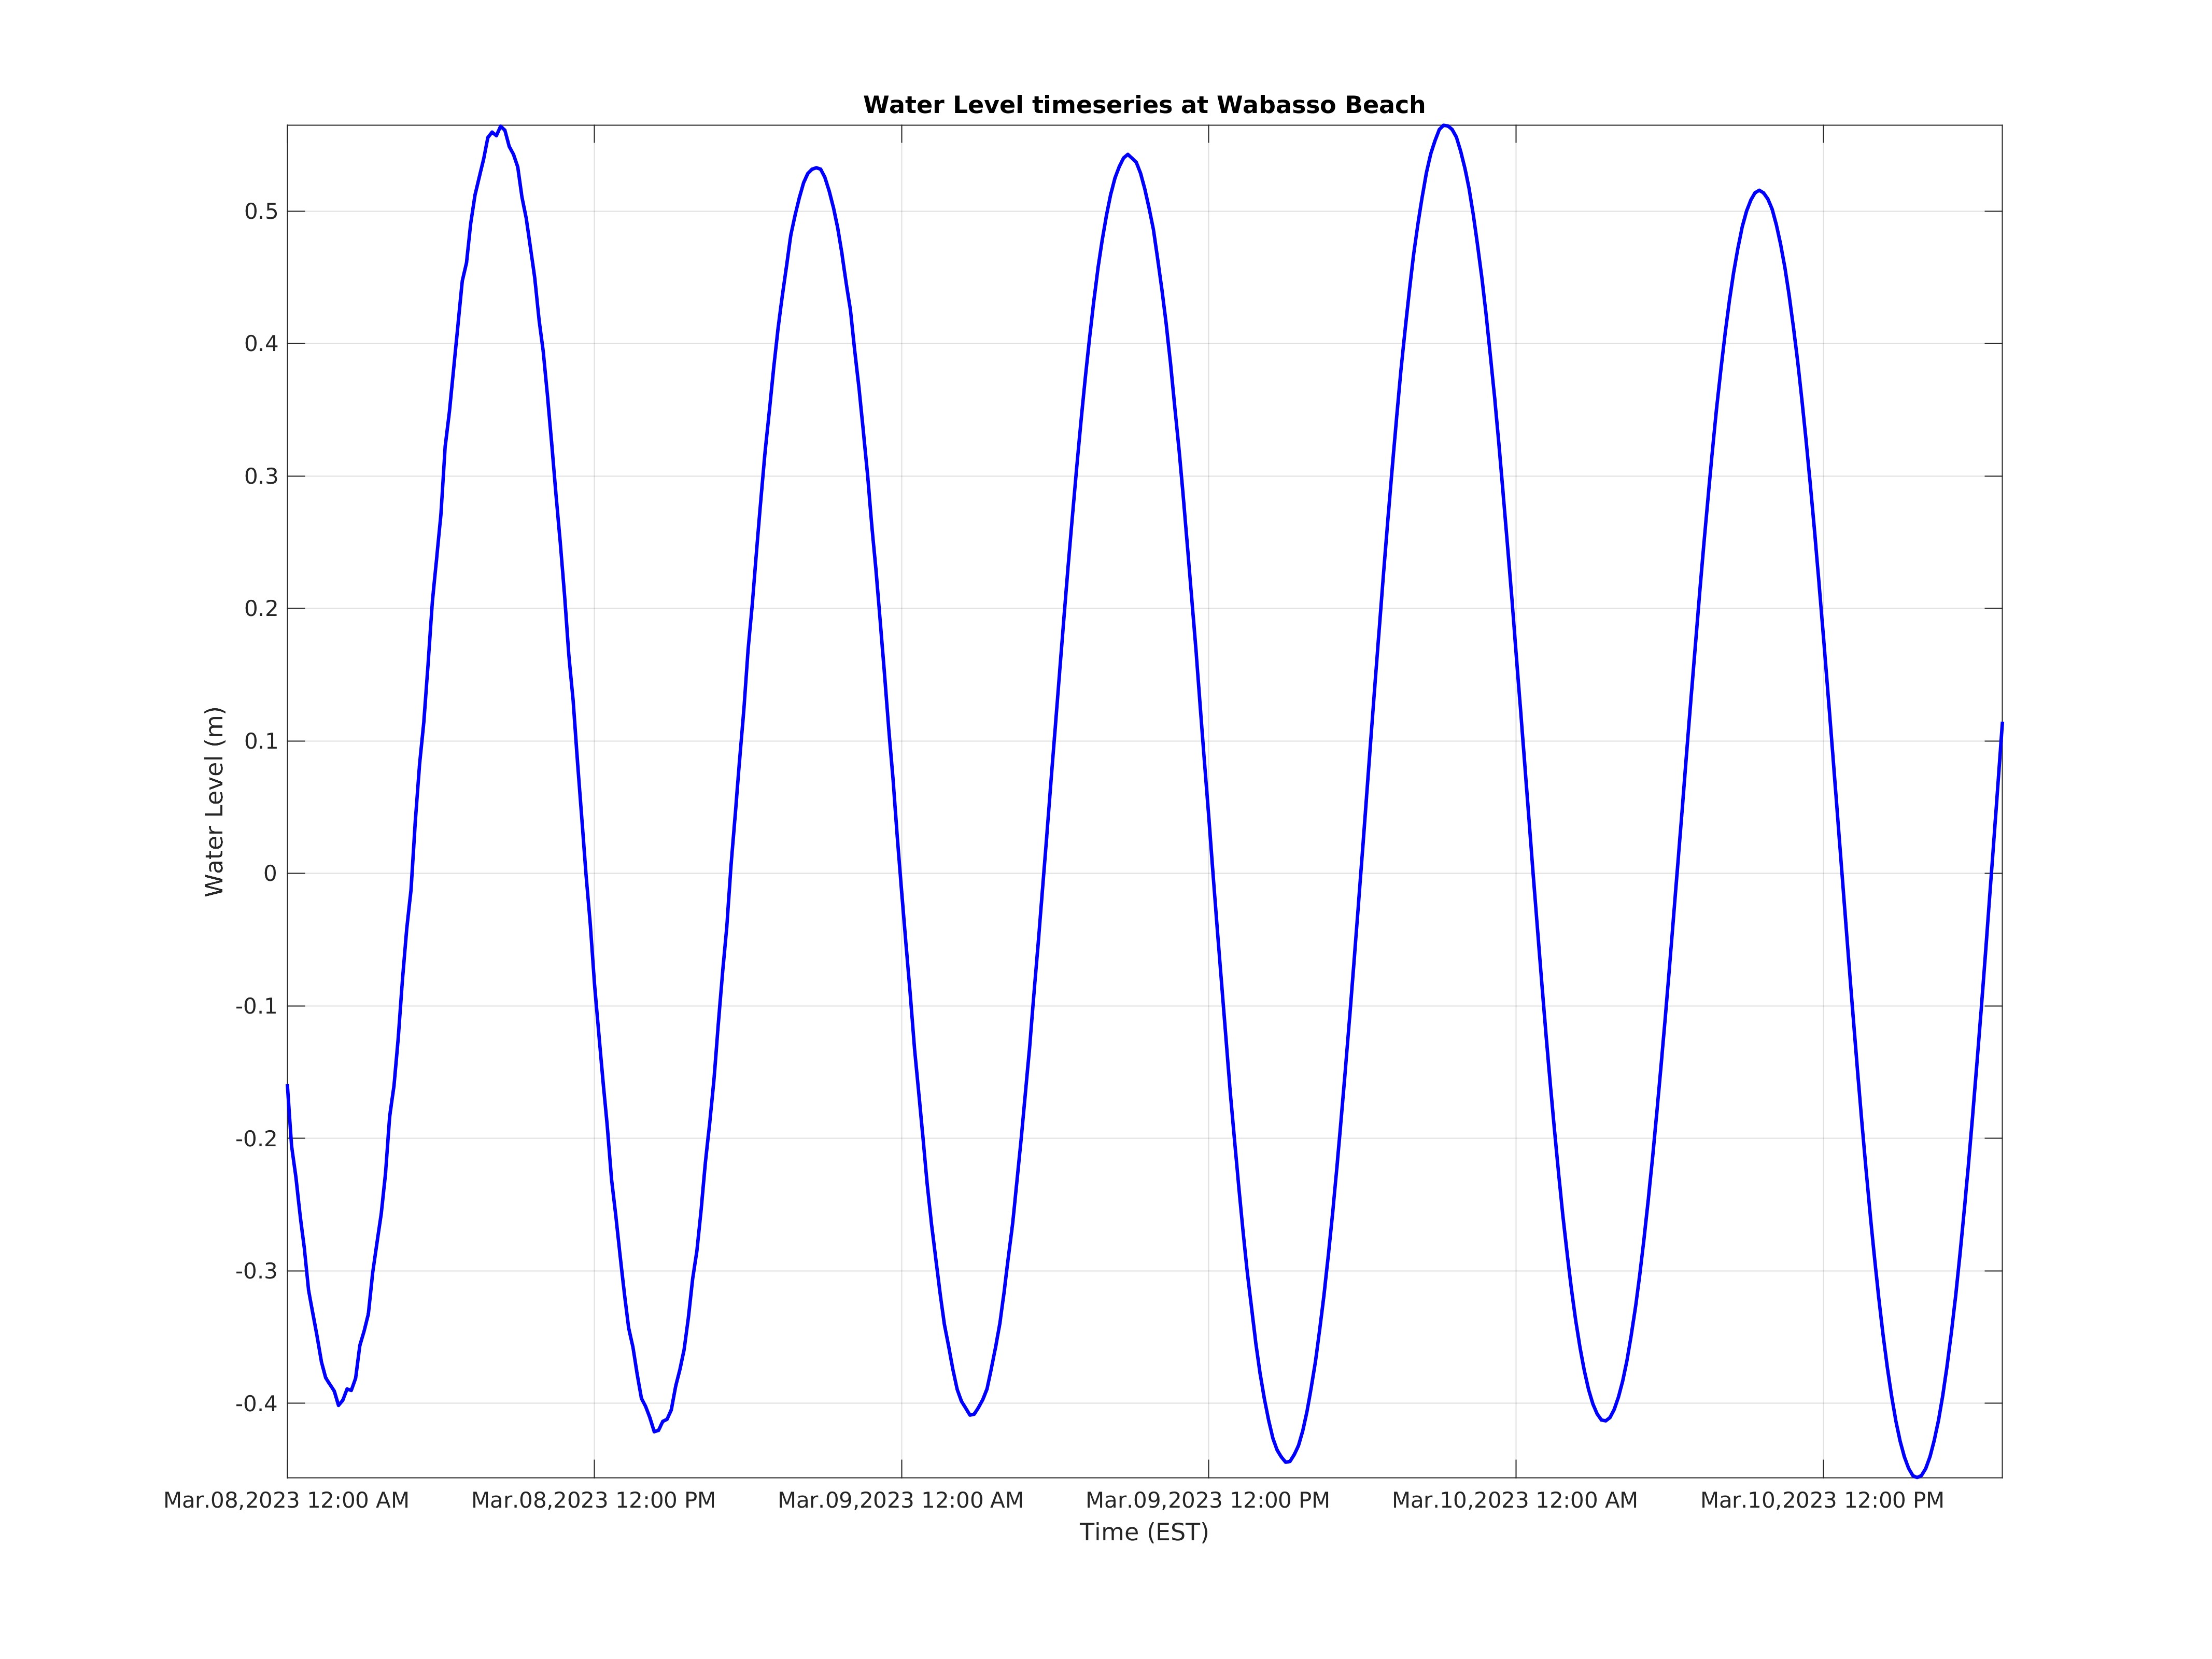 Water Level timeseries at Wabasso Beach
0.5
0.4
0.3
0.2
0.1
0
-0.1
-0.2
-0.3
-0.4
Water Level (m)
Mar.08,2023 12:00 AM Mar.08,2023 12:00 PM Mar.09,2023 12:00 AM Mar.09,2023 12:00 PM Mar.10,2023 12:00 AM Mar.10,2023 12:00 PM
Time (EST)